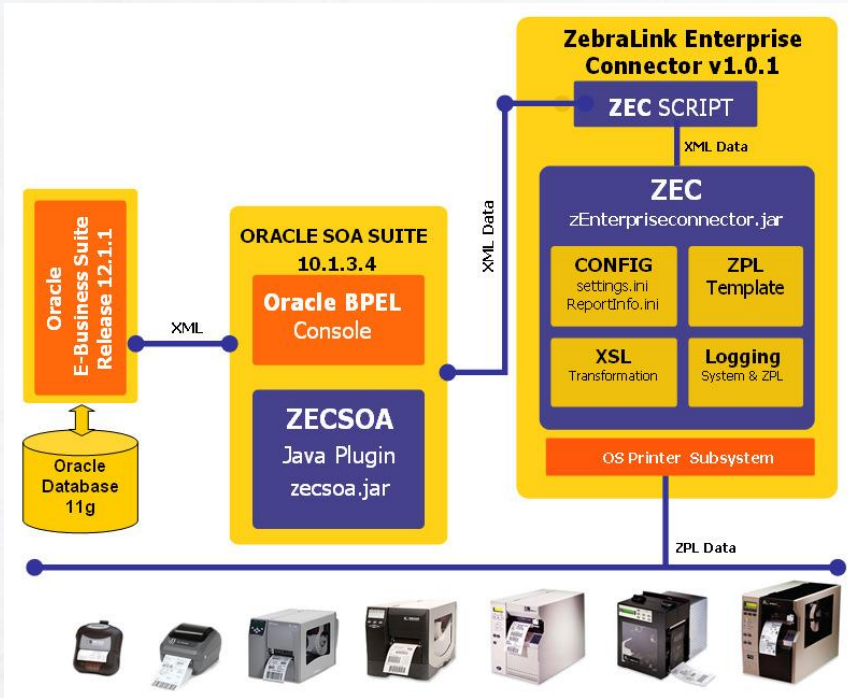 ZebraLink Enterprise
Connector v1.0.1
ZEC SCRIPT
XML Data
ZEC
zEnterpriseconnector.jar
CONFIG
settings.ini
ReportInfo.ini
ZPL
Template
XSL
Transformation
Logging
System & ZPL
OS Printer Subsystem
XML Data
ORACLE SOA SUITE
10.1.3.4
Oracle BPEL
Console
ZECSOA
Java Plugin
zecsoa.jar
XML
Oracle
E-Business Suite
Release 12.1.1
Oracle
Database
11g
ZPL Data